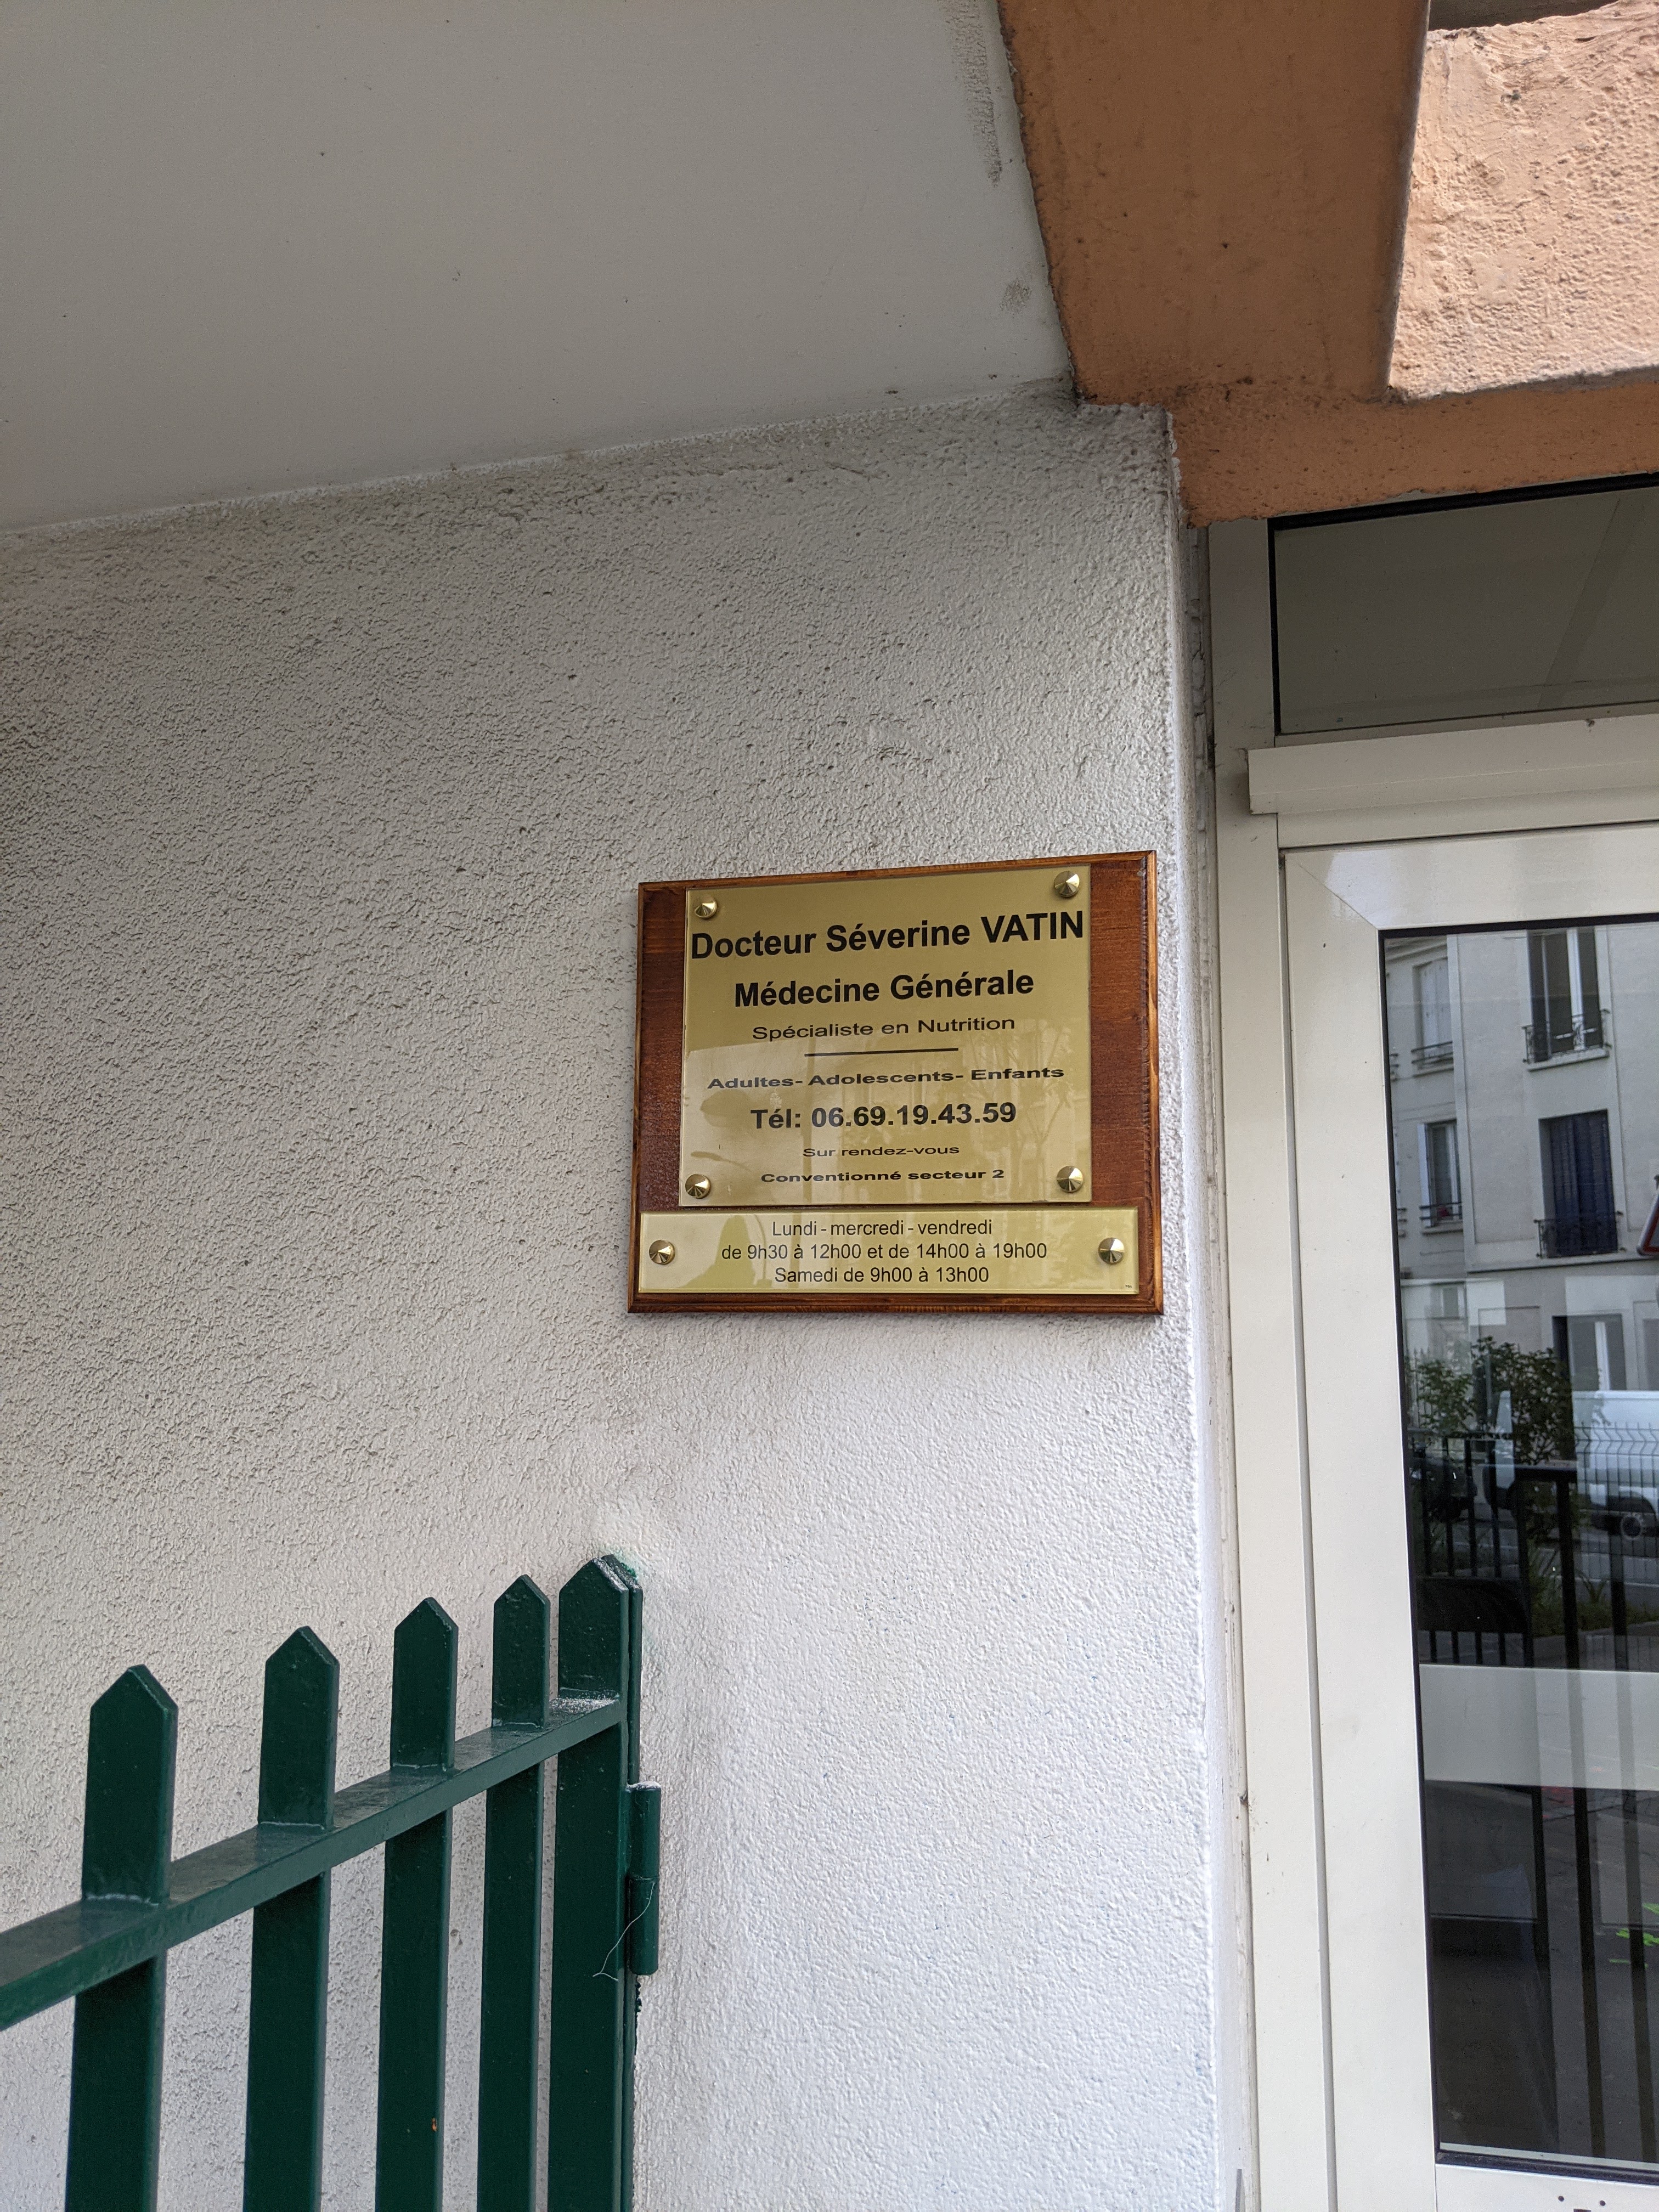 Docteur Séverine VATIN
Médecine Générale
Spécialiste en Nutrition
Adultes- Adolescents- Enfants
Tél: 06.69.19.43.59
Sur rendez-vous
Conventionné secteur 2
Lundi - mercredi - vendredi
de 9h30 à 12h00 et de 14h00 à 19h00
Samedi de 9h00 à 13h00